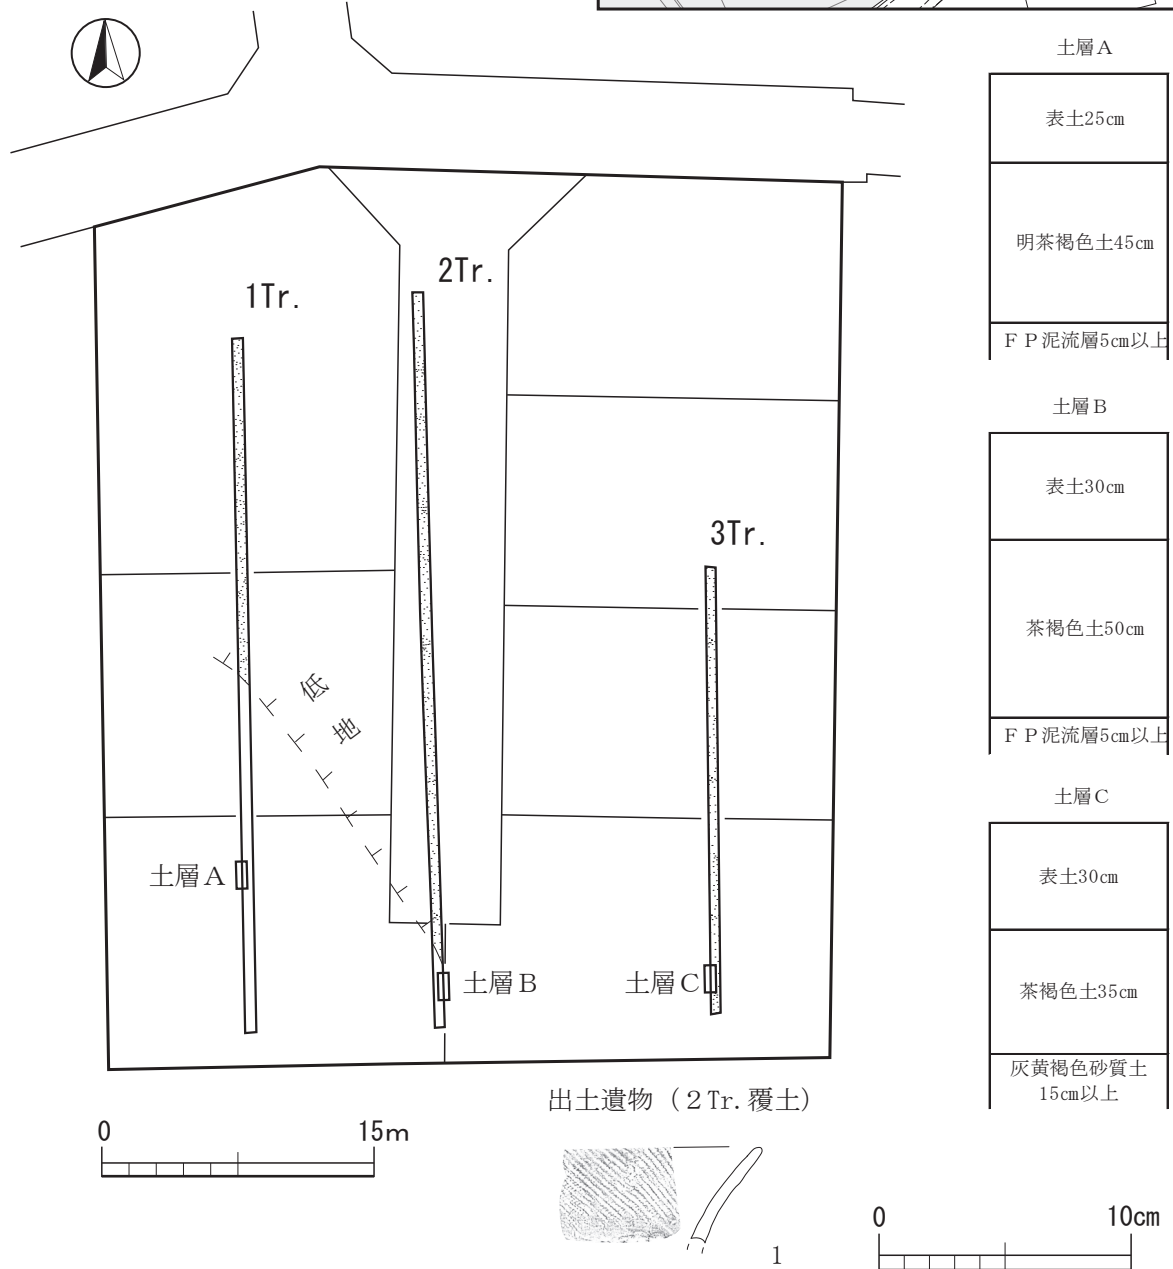 土層A
表土25cm
明茶褐色土45cm
ＦＰ泥流層5cm以上
土層B
表土30cm
茶褐色土50cm
ＦＰ泥流層5cm以上
土層C
表土30cm
茶褐色土35cm
灰黄褐色砂質土
15cm以上
1Tr.
2Tr.
3Tr.
低地
土層A
土層B
土層C
0 15m
出土遺物（２Tr.覆土）
1
0 10cm